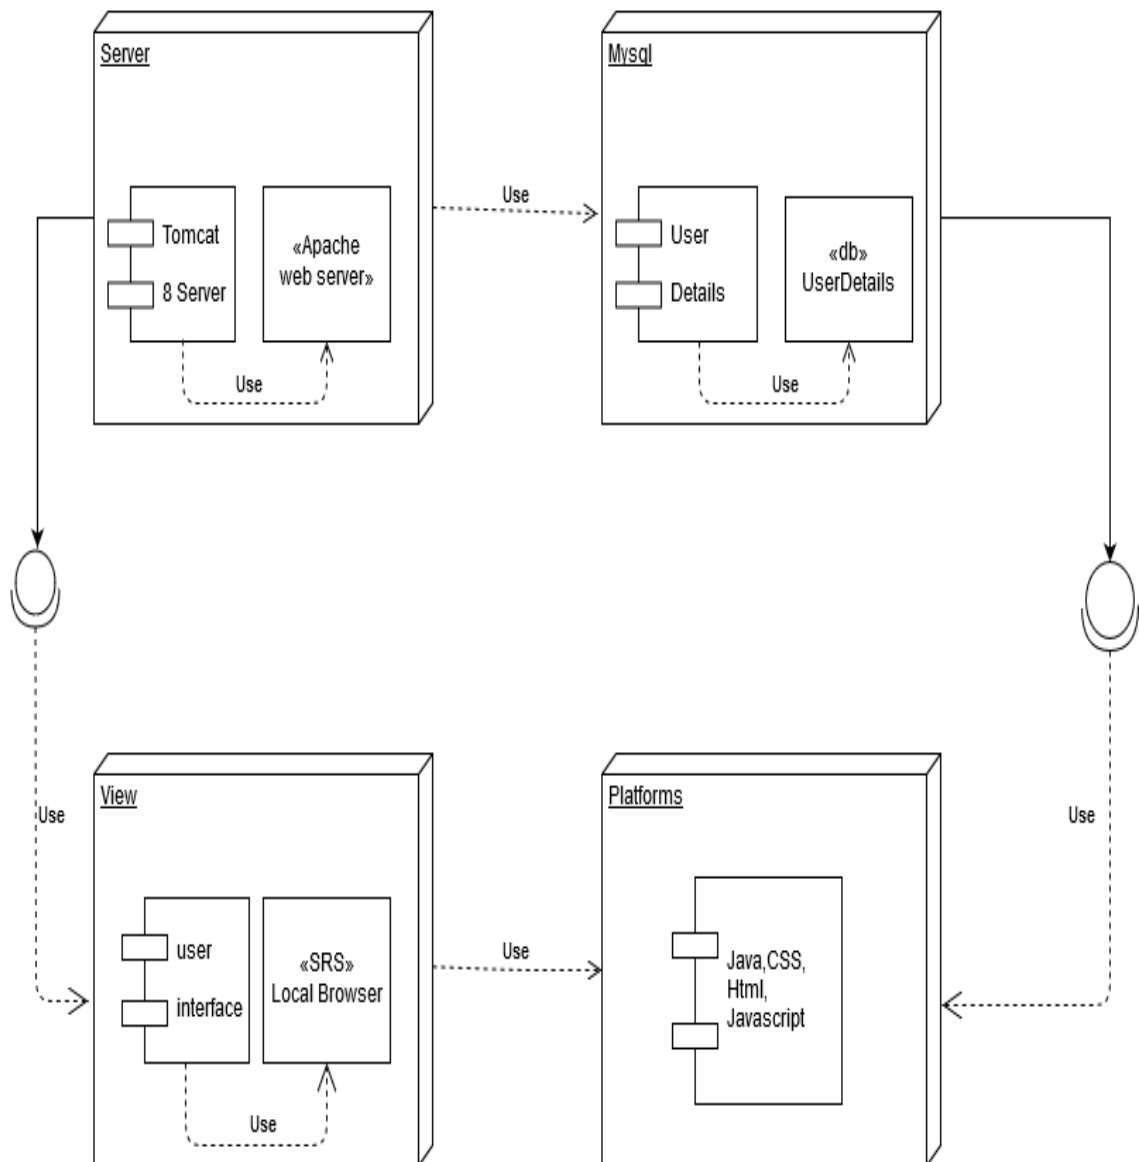 Server
Tomcat
8 Server
«Apache
web server»
Use
Use
Mysql
User
Details
«db»
UserDetails
Use
Use
Use
View
user
interface
«SRS»
Local Browser
Use
Use
Platforms
Java,CSS,
Html,
Javascript